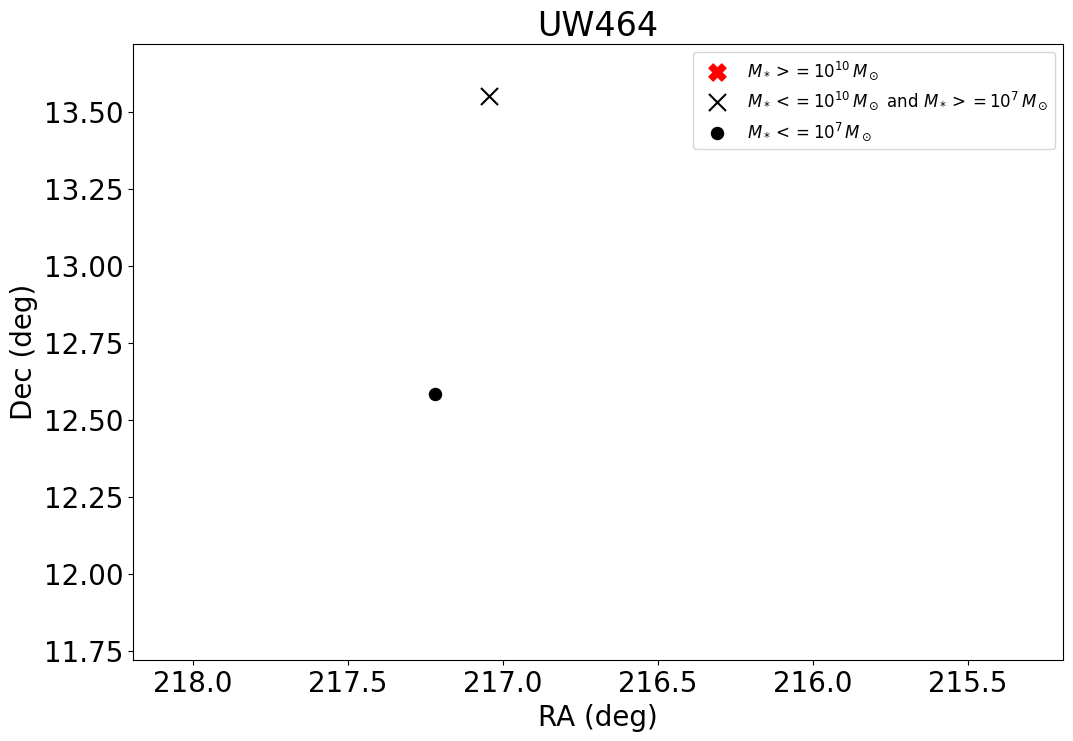 UW464
M* >= 10^10 M⊙
M* <= 10^10 M⊙ and M* >= 10^7 M⊙
M* <= 10^7 M⊙
13.50
13.25
13.00
12.75
12.50
12.25
12.00
11.75
Dec (deg)
218.0 217.5 217.0 216.5 216.0 215.5
RA (deg)